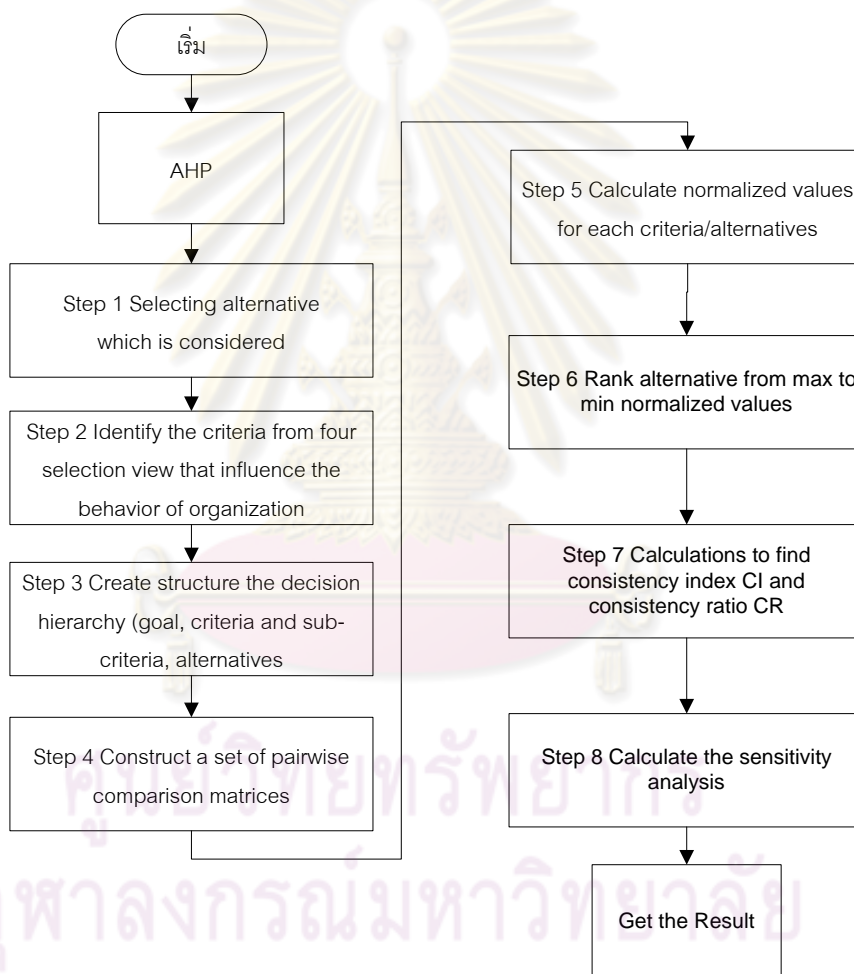 เริ่ม
AHP
Step 1 Selecting alternative
which is considered
Step 2 Identify the criteria from four
selection view that influence the
behavior of organization
Step 3 Create structure the decision
hierarchy (goal, criteria and sub-
criteria, alternatives
Step 4 Construct a set of pairwise
comparison matrices
Step 5 Calculate normalized values
for each criteria/alternatives
Step 6 Rank alternative from max to
min normalized values
Step 7 Calculations to find
consistency index CI and
consistency ratio CR
Step 8 Calculate the sensitivity
analysis
Get the Result
ศูนย์วิทยทรัพยากร
ุฬาลงกรณ์มหาวิทยาลัย